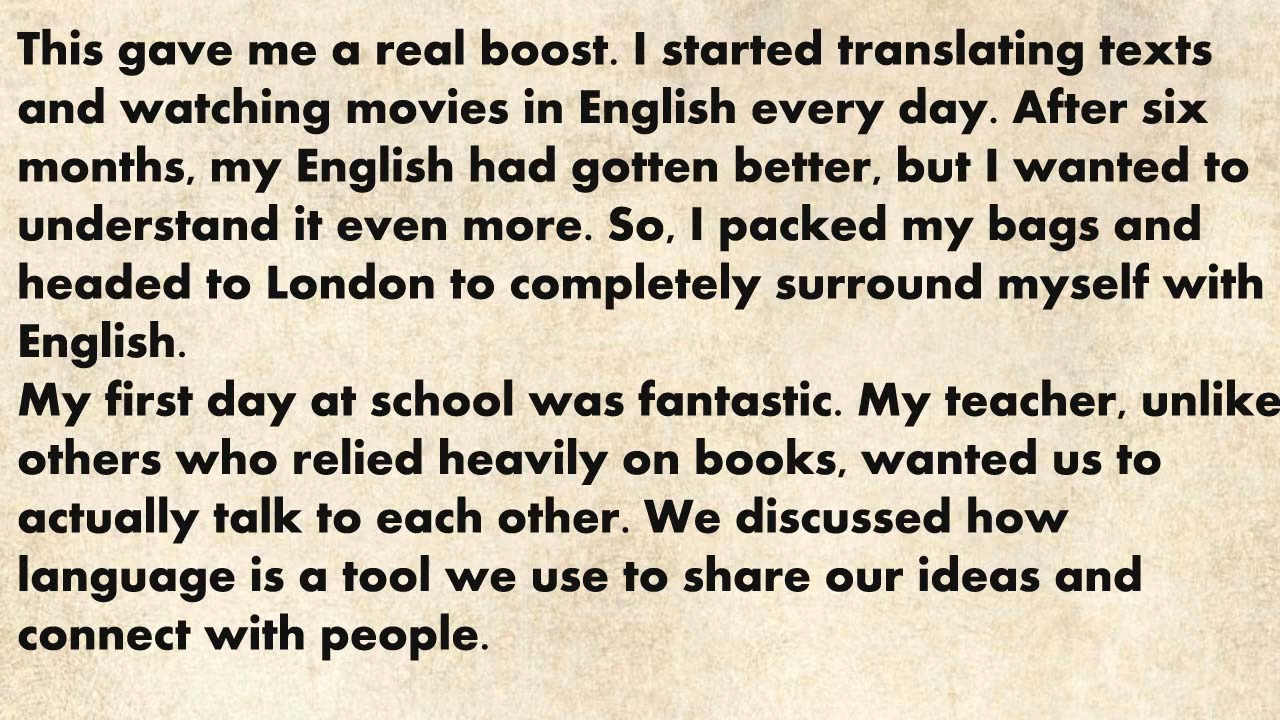 This gave me a real boost. I started translating texts
and watching movies in English every day. After six
months, my English had gotten better, but I wanted to
understand it even more. So, I packed my bags and
headed to London to completely surround myself with
English.
My first day at school was fantastic. My teacher, unlike
others who relied heavily on books, wanted us to
actually talk to each other. We discussed how
language is a tool we use to share our ideas and
connect with people.